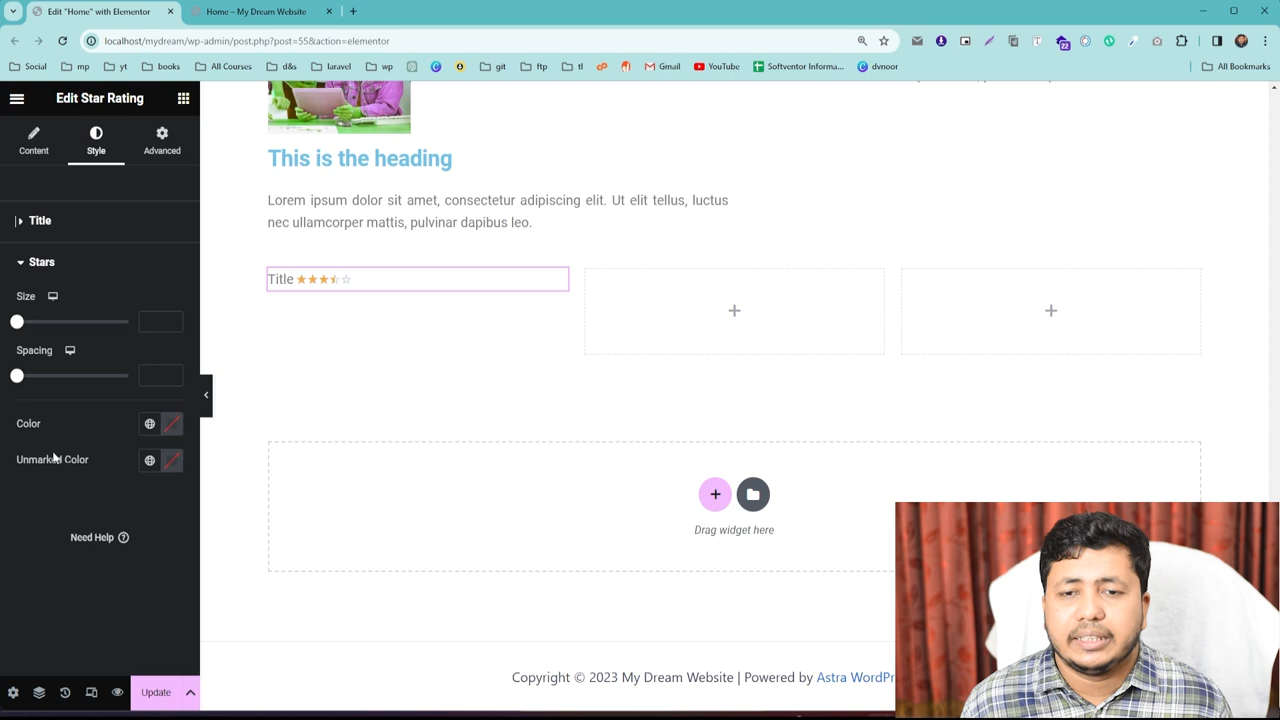 Edit "Home" with Elementor
Home – My Dream Website
localhost/mydream/wp-admin/post.php?post=55&action=elementor
22
Social
mp
yt
books
All Courses
d&s
laravel
wp
git
ftp
tl
Gmail
YouTube
Softventor Informa...
dvnoor
All Bookmarks
Edit Star Rating
Content
Style
Advanced
Title
Stars
Size
Spacing
Color
Unmarked Color
Need Help
Update
This is the heading
Lorem ipsum dolor sit amet, consectetur adipiscing elit. Ut elit tellus, luctus
nec ullamcorper mattis, pulvinar dapibus leo.
Title
Drag widget here
Copyright © 2023 My Dream Website | Powered by Astra WordPr